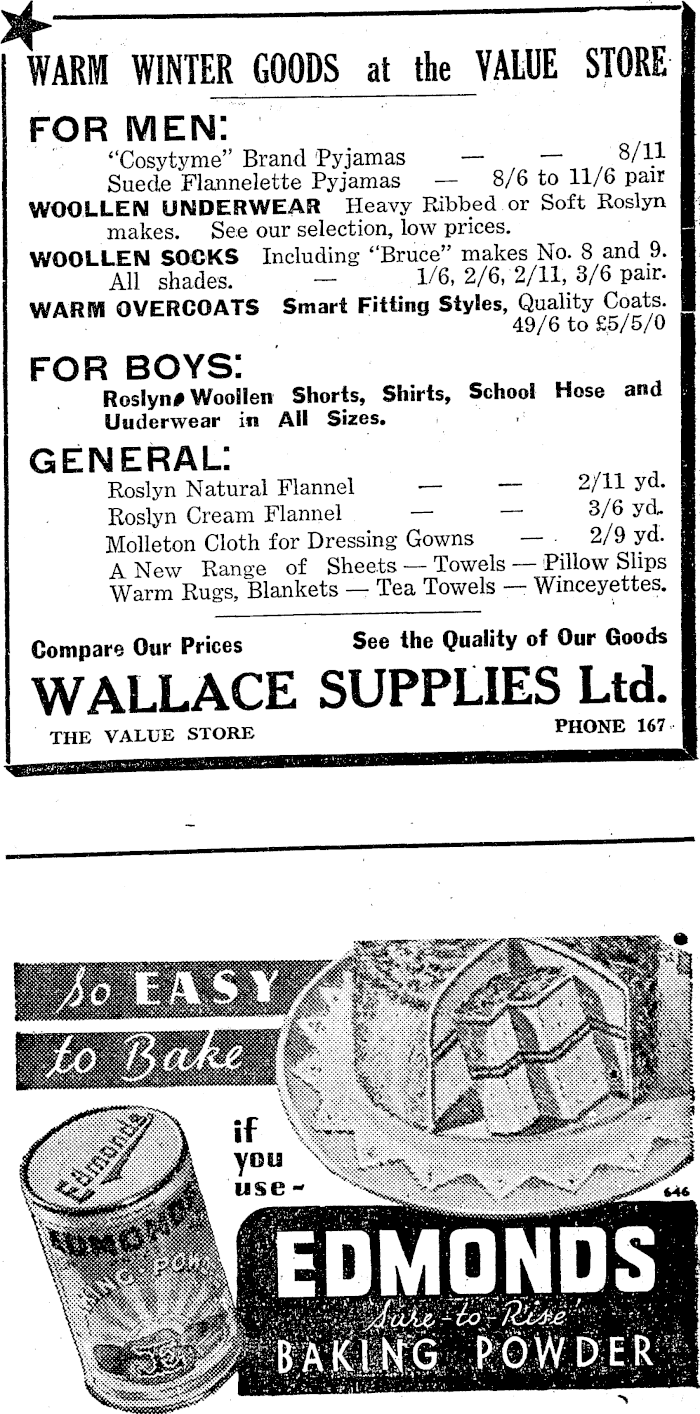 WARM WINTER GOODS at the VALUE STORE
FOR MEN:
"Cosytyme" Brand Pyjamas — — 8/11
Suede Flannelette Pyjamas — 8/6 to 11/6 pair
WOOLLEN UNDERWEAR Heavy Ribbed or Soft Roslyn
makes. See our selection, low prices.
WOOLLEN SOCKS Including "Bruce" makes No. 8 and 9.
All shades. — 1/6, 2/6, 2/11, 3/6 pair.
WARM OVERCOATS Smart Fitting Styles, Quality Coats.
49/6 to £5/5/0
FOR BOYS:
Roslyn Woollen Shorts, Shirts, School Hose and
Uuderwear in All Sizes.
GENERAL:
Roslyn Natural Flannel — — 2/11 yd.
Roslyn Cream Flannel — — 3/6 yd.
Molleton Cloth for Dressing Gowns — 2/9 yd.
A New Range of Sheets — Towels — Pillow Slips
Warm Rugs, Blankets — Tea Towels — Winceyettes.
Compare Our Prices See the Quality of Our Goods
WALLACE SUPPLIES Ltd.
THE VALUE STORE PHONE 167
So EASY
to Bake
Edmonds
EDMONDS
if
you
use-
646
EDMONDS
'Sure-to-Rise'
BAKING POWDER